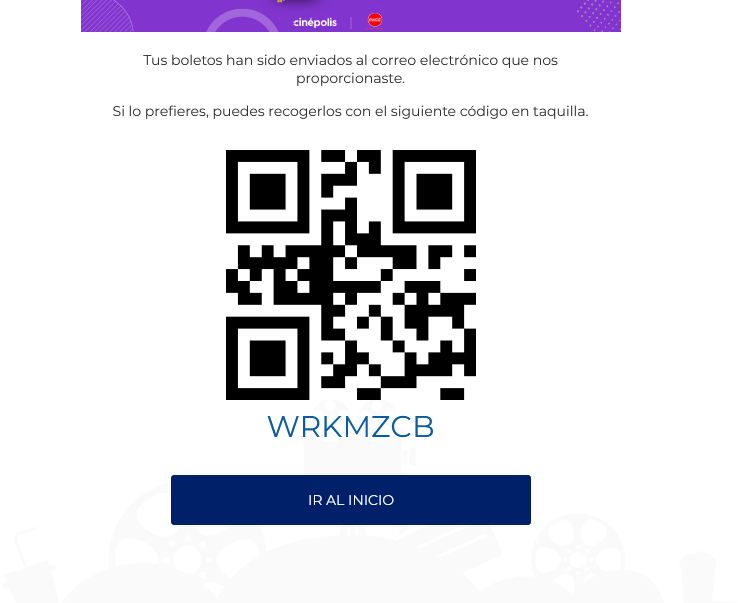 cinépolis
Tus boletos han sido enviados al correo electrónico que nos
proporcionaste.
Si lo prefieres, puedes recogerlos con el siguiente código en taquilla.
WRKMZCB
IR AL INICIO